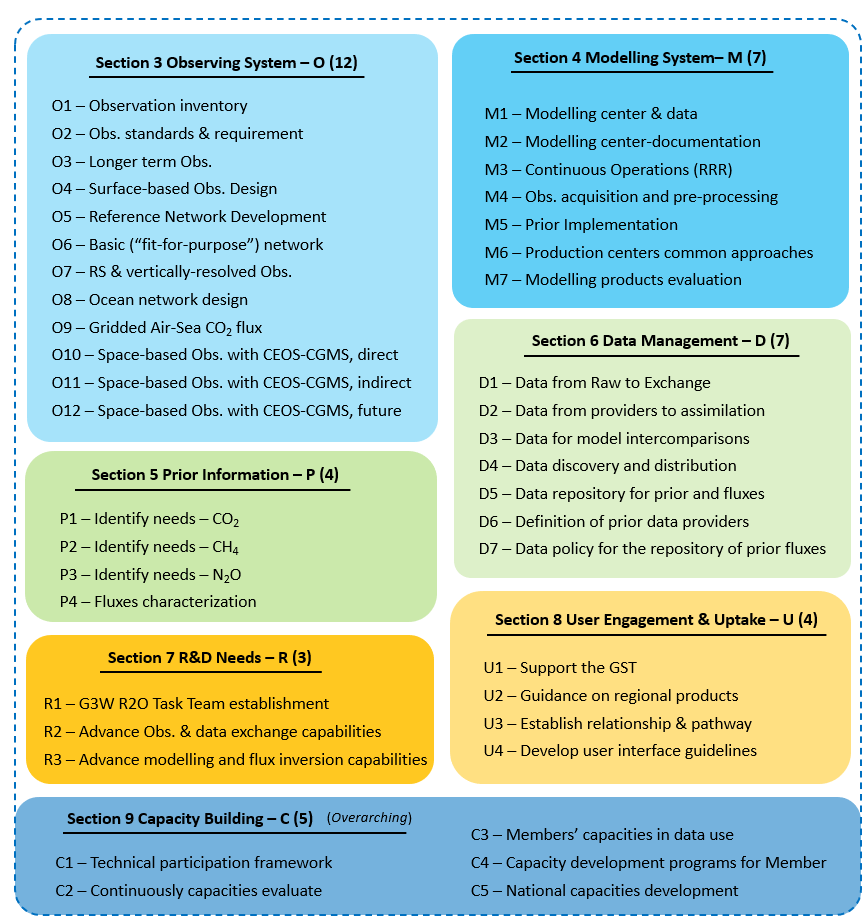 Section 3 Observing System – O (12)
O1 – Observation inventory
O2 – Obs. standards & requirement
O3 – Longer term Obs.
O4 – Surface-based Obs. Design
O5 – Reference Network Development
O6 – Basic (“fit-for-purpose”) network
O7 – RS & vertically-resolved Obs.
O8 – Ocean network design
O9 – Gridded Air-Sea CO₂ flux
O10 – Space-based Obs. with CEOS-CGMS, direct
O11 – Space-based Obs. with CEOS-CGMS, indirect
O12 – Space-based Obs. with CEOS-CGMS, future
Section 4 Modelling System– M (7)
M1 – Modelling center & data
M2 – Modelling center-documentation
M3 – Continuous Operations (RRR)
M4 – Obs. acquisition and pre-processing
M5 – Prior Implementation
M6 – Production centers common approaches
M7 – Modelling products evaluation
Section 5 Prior Information – P (4)
P1 – Identify needs – CO₂
P2 – Identify needs – CH₄
P3 – Identify needs – N₂O
P4 – Fluxes characterization
Section 6 Data Management – D (7)
D1 – Data from Raw to Exchange
D2 – Data from providers to assimilation
D3 – Data for model intercomparisons
D4 – Data discovery and distribution
D5 – Data repository for prior and fluxes
D6 – Definition of prior data providers
D7 – Data policy for the repository of prior fluxes
Section 7 R&D Needs – R (3)
R1 – G3W R2O Task Team establishment
R2 – Advance Obs. & data exchange capabilities
R3 – Advance modelling and flux inversion capabilities
Section 8 User Engagement & Uptake – U (4)
U1 – Support the GST
U2 – Guidance on regional products
U3 – Establish relationship & pathway
U4 – Develop user interface guidelines
Section 9 Capacity Building – C (5) (Overarching)
C1 – Technical participation framework
C2 – Continuously capacities evaluate
C3 – Members’ capacities in data use
C4 – Capacity development programs for Member
C5 – National capacities development